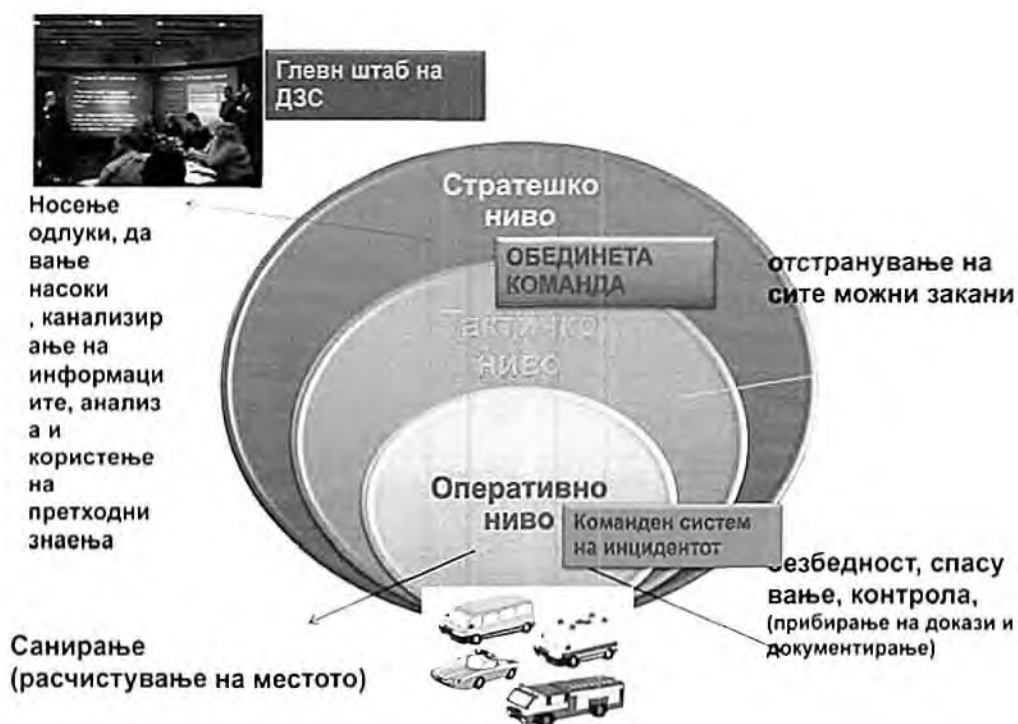 Глевн штаб на
ДЗС
Стратешко
ниво
Носење
одлуки, да
вање
насоки
, канализир
ање на
информаци
ите, анализ
а и
користење
на
претходни
знаења
ОБЕДИНЕТА
КОМАНДА
отстранување на
сите можни закани
Тактичко
ниво
Оперативно
ниво
Команден систем
на инцидентот
безбедност, спасу
вање, контрола,
(прибирање на докази и
документирање)
Санирање
(расчистување на местото)